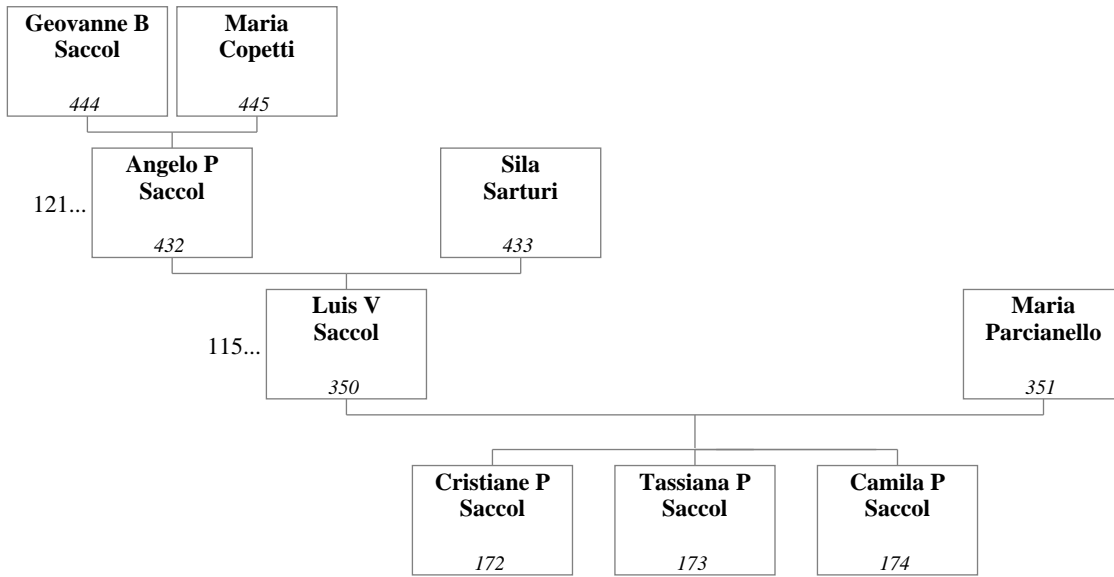 Geovanne B
Saccol
444
Maria
Copetti
445
121...
Angelo P
Saccol
432
Sila
Sarturi
433
115...
Luis V
Saccol
350
Maria
Parcianello
351
Cristiane P
Saccol
172
Tassiana P
Saccol
173
Camila P
Saccol
174